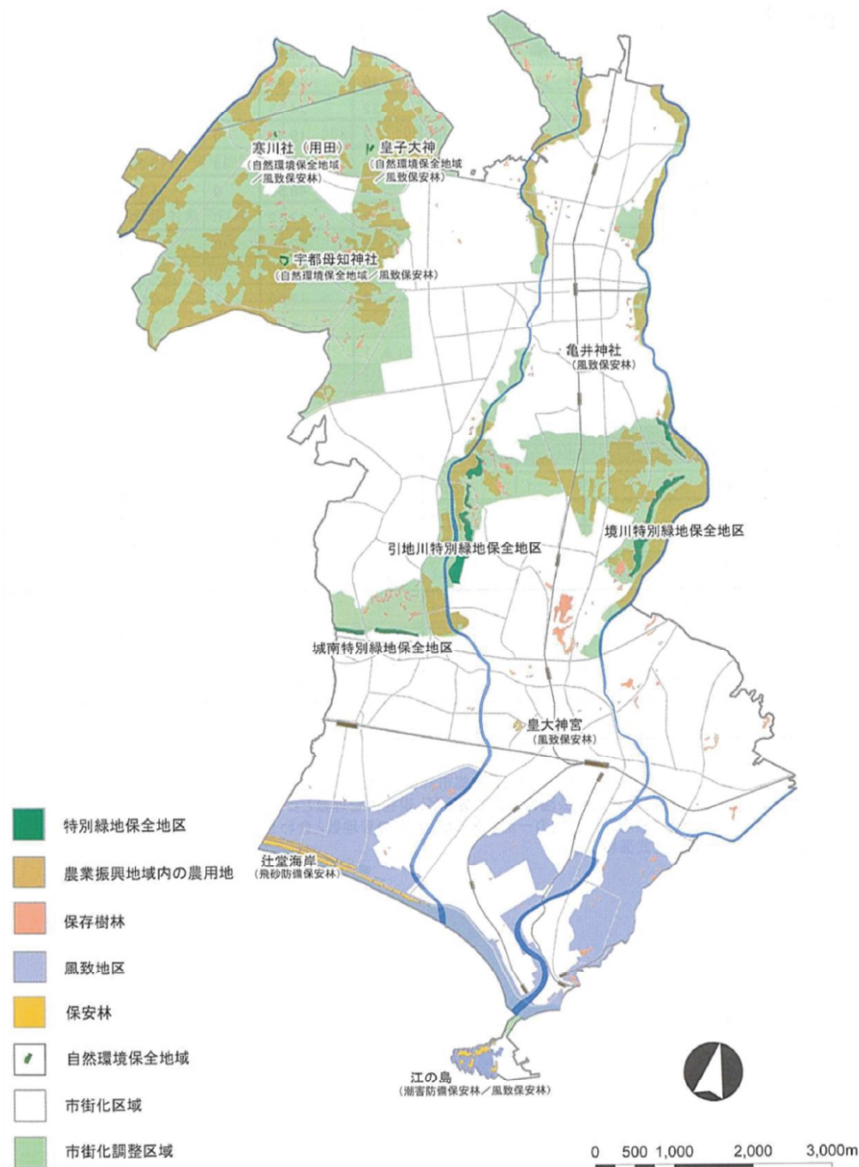 寒川社（用田）
（自然環境保全地域
／風致保安林）
皇子大神
（自然環境保全地域
／風致保安林）
宇都母知神社
（自然環境保全地域／風致保安林）
亀井神社
（風致保安林）
引地川特別緑地保全地区
境川特別緑地保全地区
城南特別緑地保全地区
皇大神宮
（風致保安林）
辻堂海岸
（飛砂防備保安林）
江の島
（潮害防備保安林／風致保安林）
特別緑地保全地区
農業振興地域内の農用地
保存樹林
風致地区
保安林
自然環境保全地域
市街化区域
市街化調整区域
0 500 1,000 2,000 3,000m